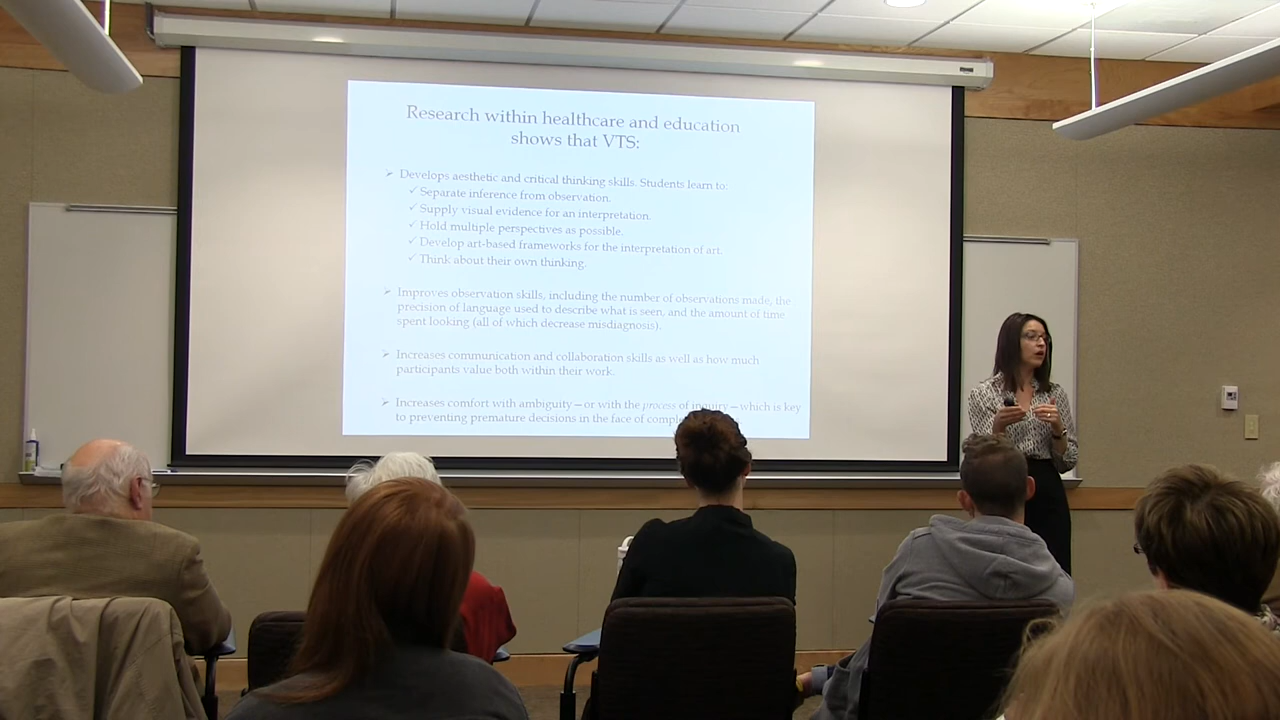 Research within healthcare and education
shows that VTS:
➢ Develops aesthetic and critical thinking skills. Students learn to:
✓ Separate inference from observation.
✓ Supply visual evidence for an interpretation.
✓ Hold multiple perspectives as possible.
✓ Develop art-based frameworks for the interpretation of art.
✓ Think about their own thinking.
➢ Improves observation skills, including the number of observations made, the
precision of language used to describe what is seen, and the amount of time
spent looking (all of which decrease misdiagnosis).
➢ Increases communication and collaboration skills as well as how much
participants value both within their work.
➢ Increases comfort with ambiguity—or with the process of inquiry—which is key
to preventing premature decisions in the face of